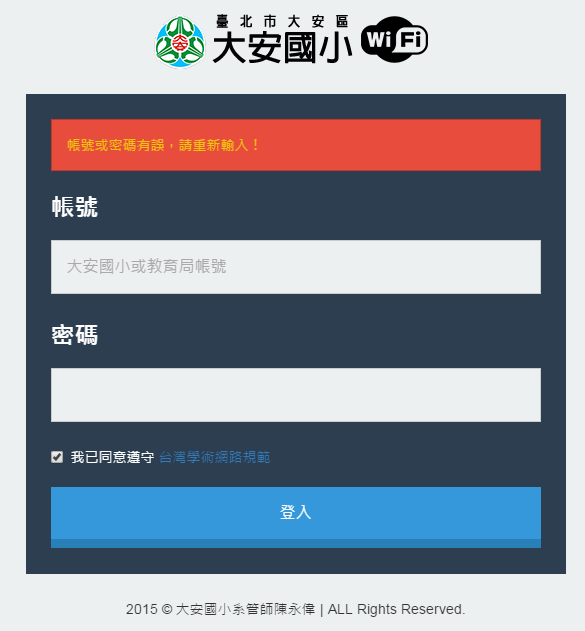 臺北市大安區
大安國小 WiFi
帳號或密碼有誤，請重新輸入！
帳號
大安國小或教育局帳號
密碼
我已同意遵守 台灣學術網路規範
登入
2015 © 大安國小系管師陳永偉 | ALL Rights Reserved.